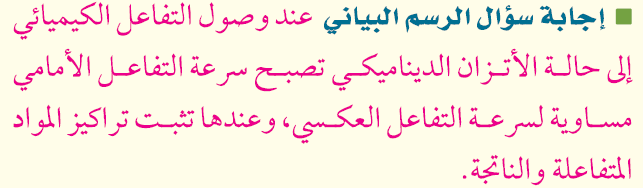 ■ إجابة سؤال الرسم البياني عند وصول التفاعل الكيميائي
إلى حالة الأتزان الديناميكي تصبح سرعة التفاعل الأمامي
مساوية لسرعة التفاعل العكسي، وعندها تثبت تراكيز المواد
المتفاعلة والناتجة.